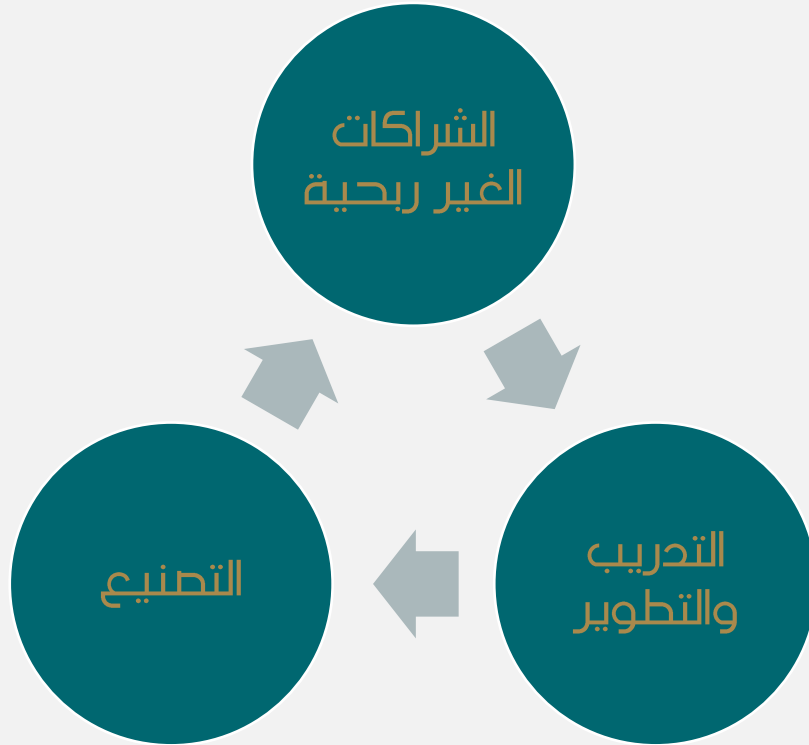 الشراكات
الغير ربحية
التدريب
والتطوير
التصنيع